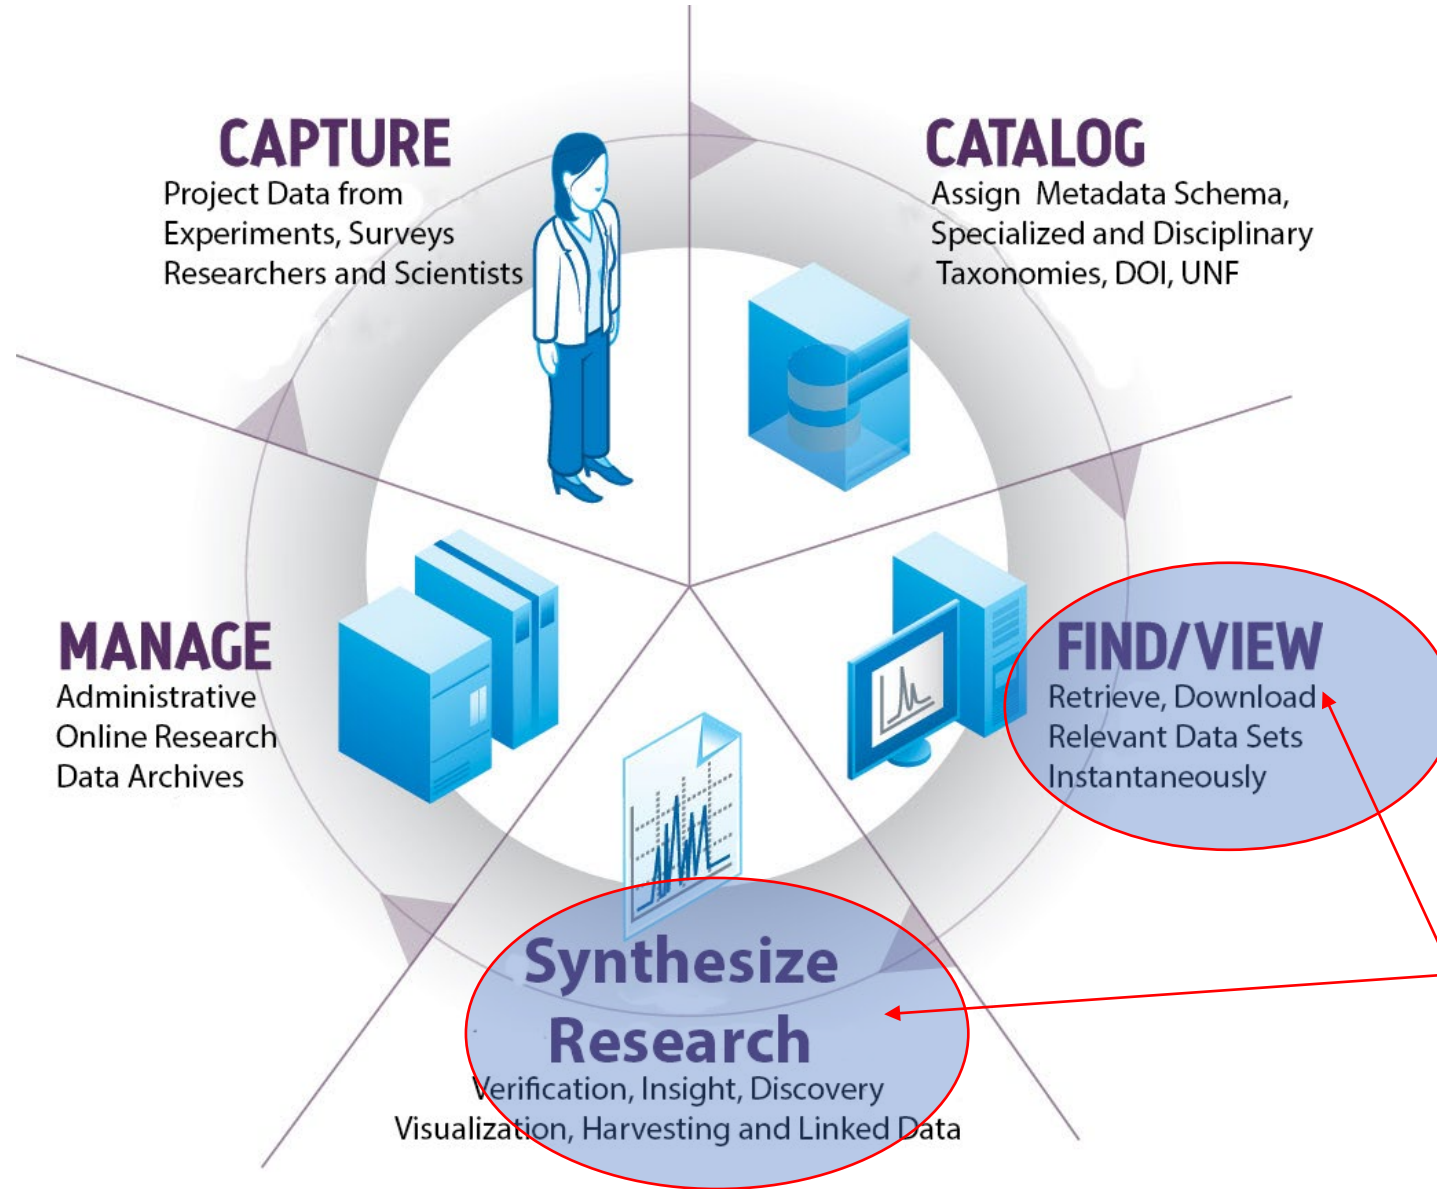 CAPTURE
Project Data from
Experiments, Surveys
Researchers and Scientists
CATALOG
Assign Metadata Schema,
Specialized and Disciplinary
Taxonomies, DOI, UNF
FIND/VIEW
Retrieve, Download
Relevant Data Sets
Instantaneously
Synthesize
Research
Verification, Insight, Discovery
Visualization, Harvesting and Linked Data
MANAGE
Administrative
Online Research
Data Archives